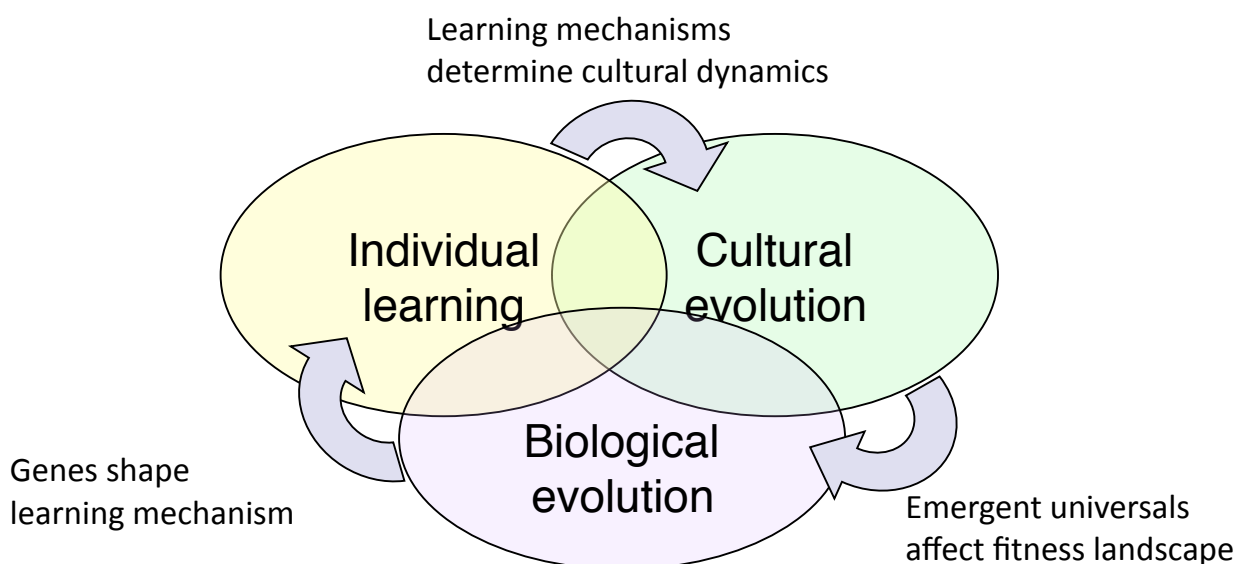 Learning mechanisms
determine cultural dynamics
Individual
learning
Cultural
evolution
Biological
evolution
Genes shape
learning mechanism
Emergent universals
affect fitness landscape